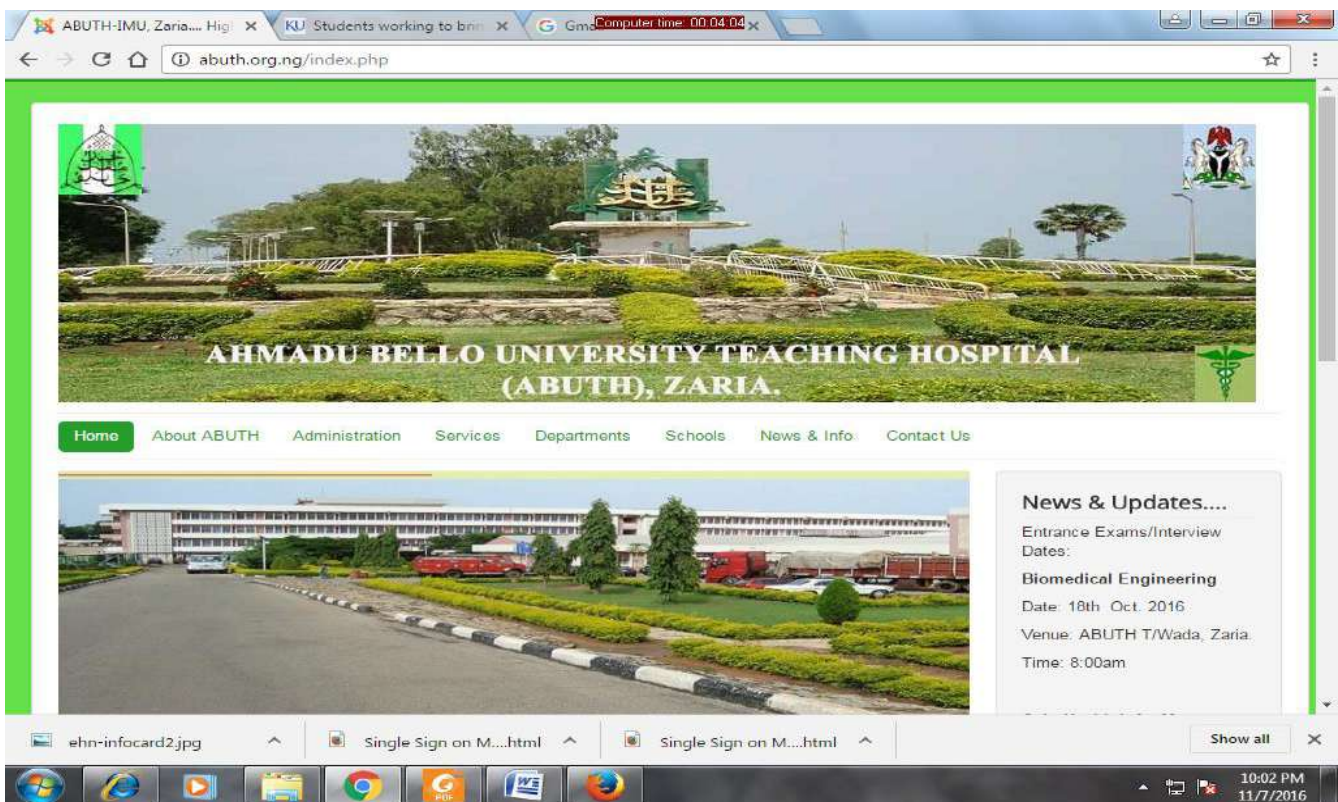 ABUTH-IMU, Zaria.... Hig
KU Students working to brin
G Gma
Computer time: 00:04:04
abuth.org.ng/index.php
AHMADU BELLO UNIVERSITY TEACHING HOSPITAL
(ABUTH), ZARIA.
Home About ABUTH Administration Services Departments Schools News & Info Contact Us
News & Updates....
Entrance Exams/Interview
Dates:
Biomedical Engineering
Date: 18th Oct. 2016
Venue: ABUTH T/Wada, Zaria.
Time: 8:00am
ehn-infocard2.jpg
Single Sign on M....html
Single Sign on M....html
Show all
PDF
W
10:02 PM
11/7/2016